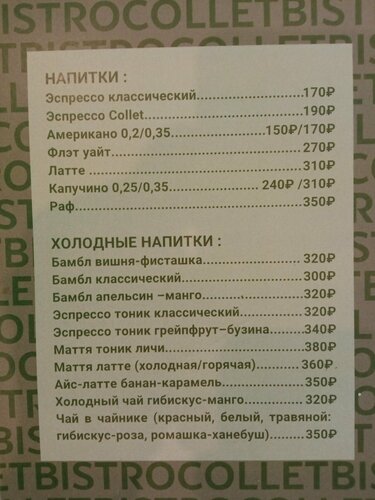 BISTROCOLLETBISTROCOLLETBIST
НАПИТКИ :
Эспрессо классический..................170₽
Эспрессо Collet................................190₽
Американо 0,2/0,35.................150₽/170₽
Флэт уайт..........................................270₽
Латте ................................................310₽
Капучино 0,25/0,35................ 240₽ /310₽
Раф....................................................350₽
ХОЛОДНЫЕ НАПИТКИ :
Бамбл вишня-фисташка ................. 320₽
Бамбл классический....................... 300₽
Бамбл апельсин –манго................. 320₽
Эспрессо тоник классический........320₽
Эспрессо тоник грейпфрут–бузина..340₽
Маття тоник личи............................380₽
Маття латте (холодная/горячая)....360₽.
Айс-латте банан-карамель..............350₽
Холодный чай гибискус-манго........320₽
Чай в чайнике (красный, белый, травяной:
гибискус-роза, ромашка-ханебуш)......350₽
ETBISTROCOLLETBISTROCOLLET